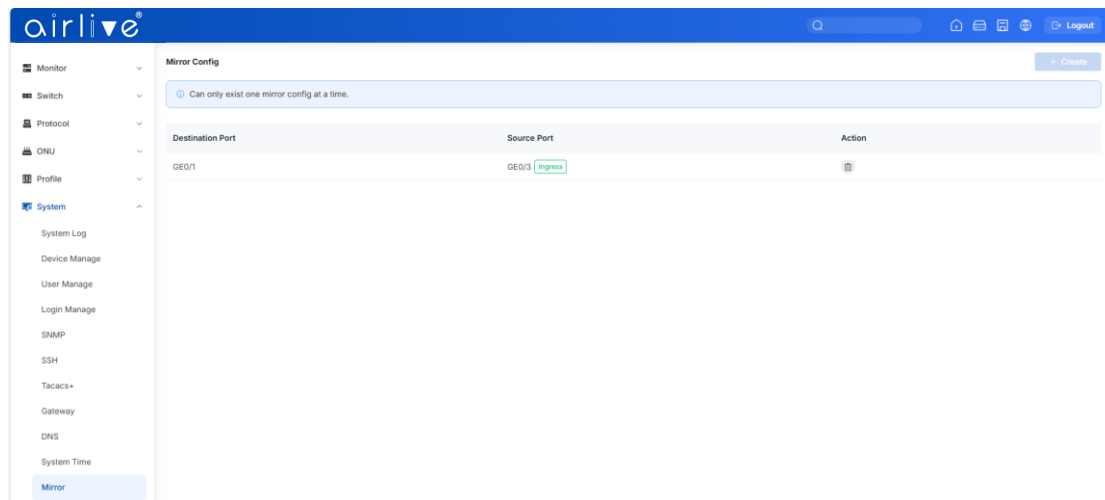 airlive®
Logout
Monitor
Switch
Protocol
ONU
Profile
System
System Log
Device Manage
User Manage
Login Manage
SNMP
SSH
Tacacs+
Gateway
DNS
System Time
Mirror
Mirror Config
+ Create
Can only exist one mirror config at a time.
Destination Port Source Port Action
GE0/1 GE0/3 Ingress